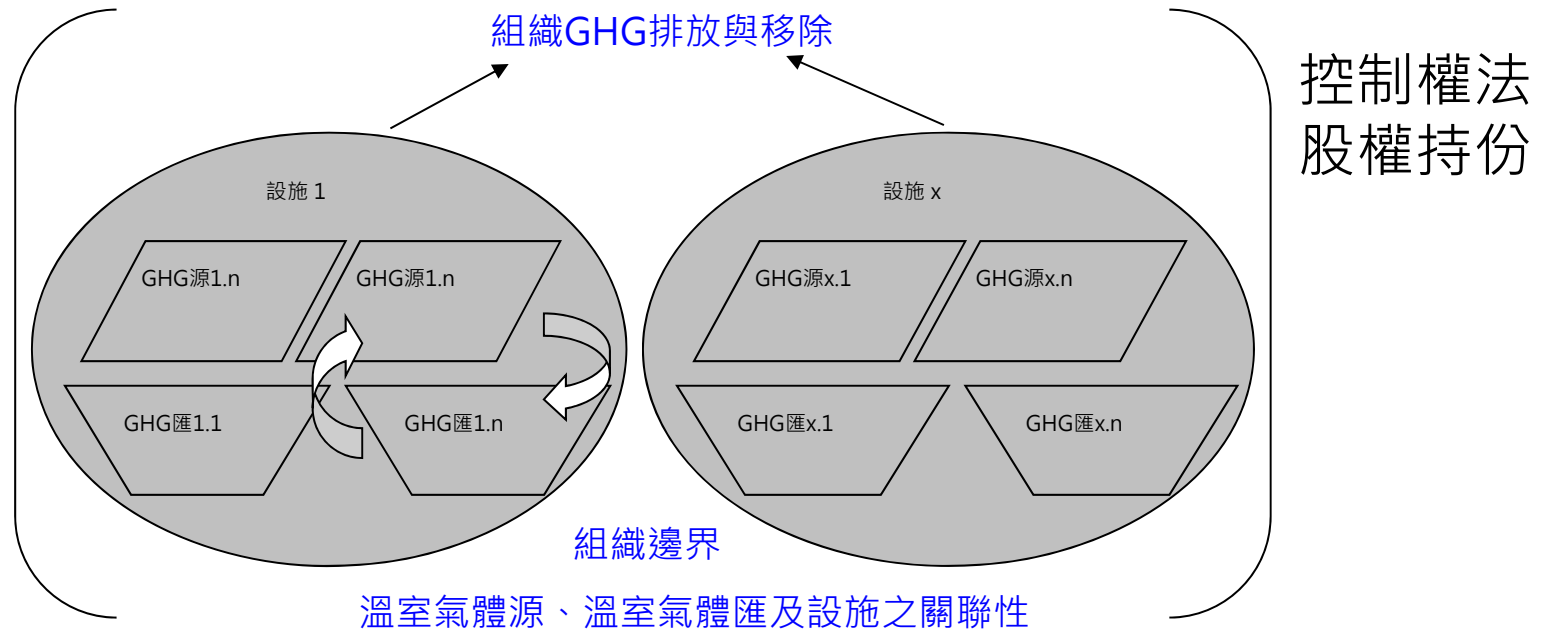 組織GHG排放與移除
控制權法
股權持份
設施 1
設施 x
GHG源1.n
GHG源1.n
GHG源x.1
GHG源x.n
GHG匯1.1
GHG匯1.n
GHG匯x.1
GHG匯x.n
組織邊界
溫室氣體源、溫室氣體匯及設施之關聯性